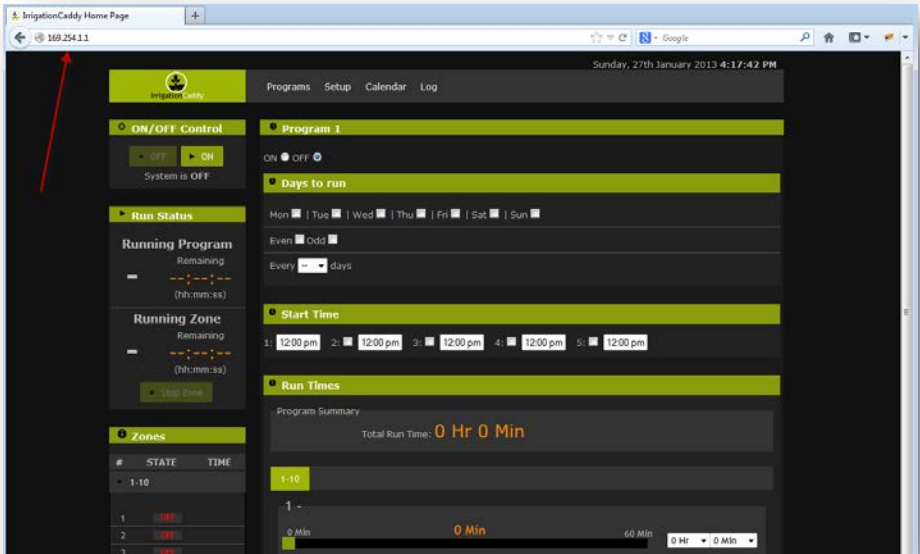 IrrigationCaddy Home Page
169.254.1.1
Google
Sunday, 27th January 2013 4:17:42 PM
IrrigationCaddy
Programs Setup Calendar Log
ON/OFF Control
OFF ON
System is OFF
Run Status
Running Program
Remaining
- --:--:--
(hh:mm:ss)
Running Zone
Remaining
- --:--:--
(hh:mm:ss)
Stop Zone
Zones
# STATE TIME
1-10
1 OFF
2 OFF
3 OFF
Program 1
ON OFF
Days to run
Mon | Tue | Wed | Thu | Fri | Sat | Sun
Even Odd
Every -- days
Start Time
1: 12:00 pm 2: 12:00 pm 3: 12:00 pm 4: 12:00 pm 5: 12:00 pm
Run Times
Program Summary
Total Run Time: 0 Hr 0 Min
1-10
1 -
0 Min 0 Min 60 Min 0 Hr 0 Min